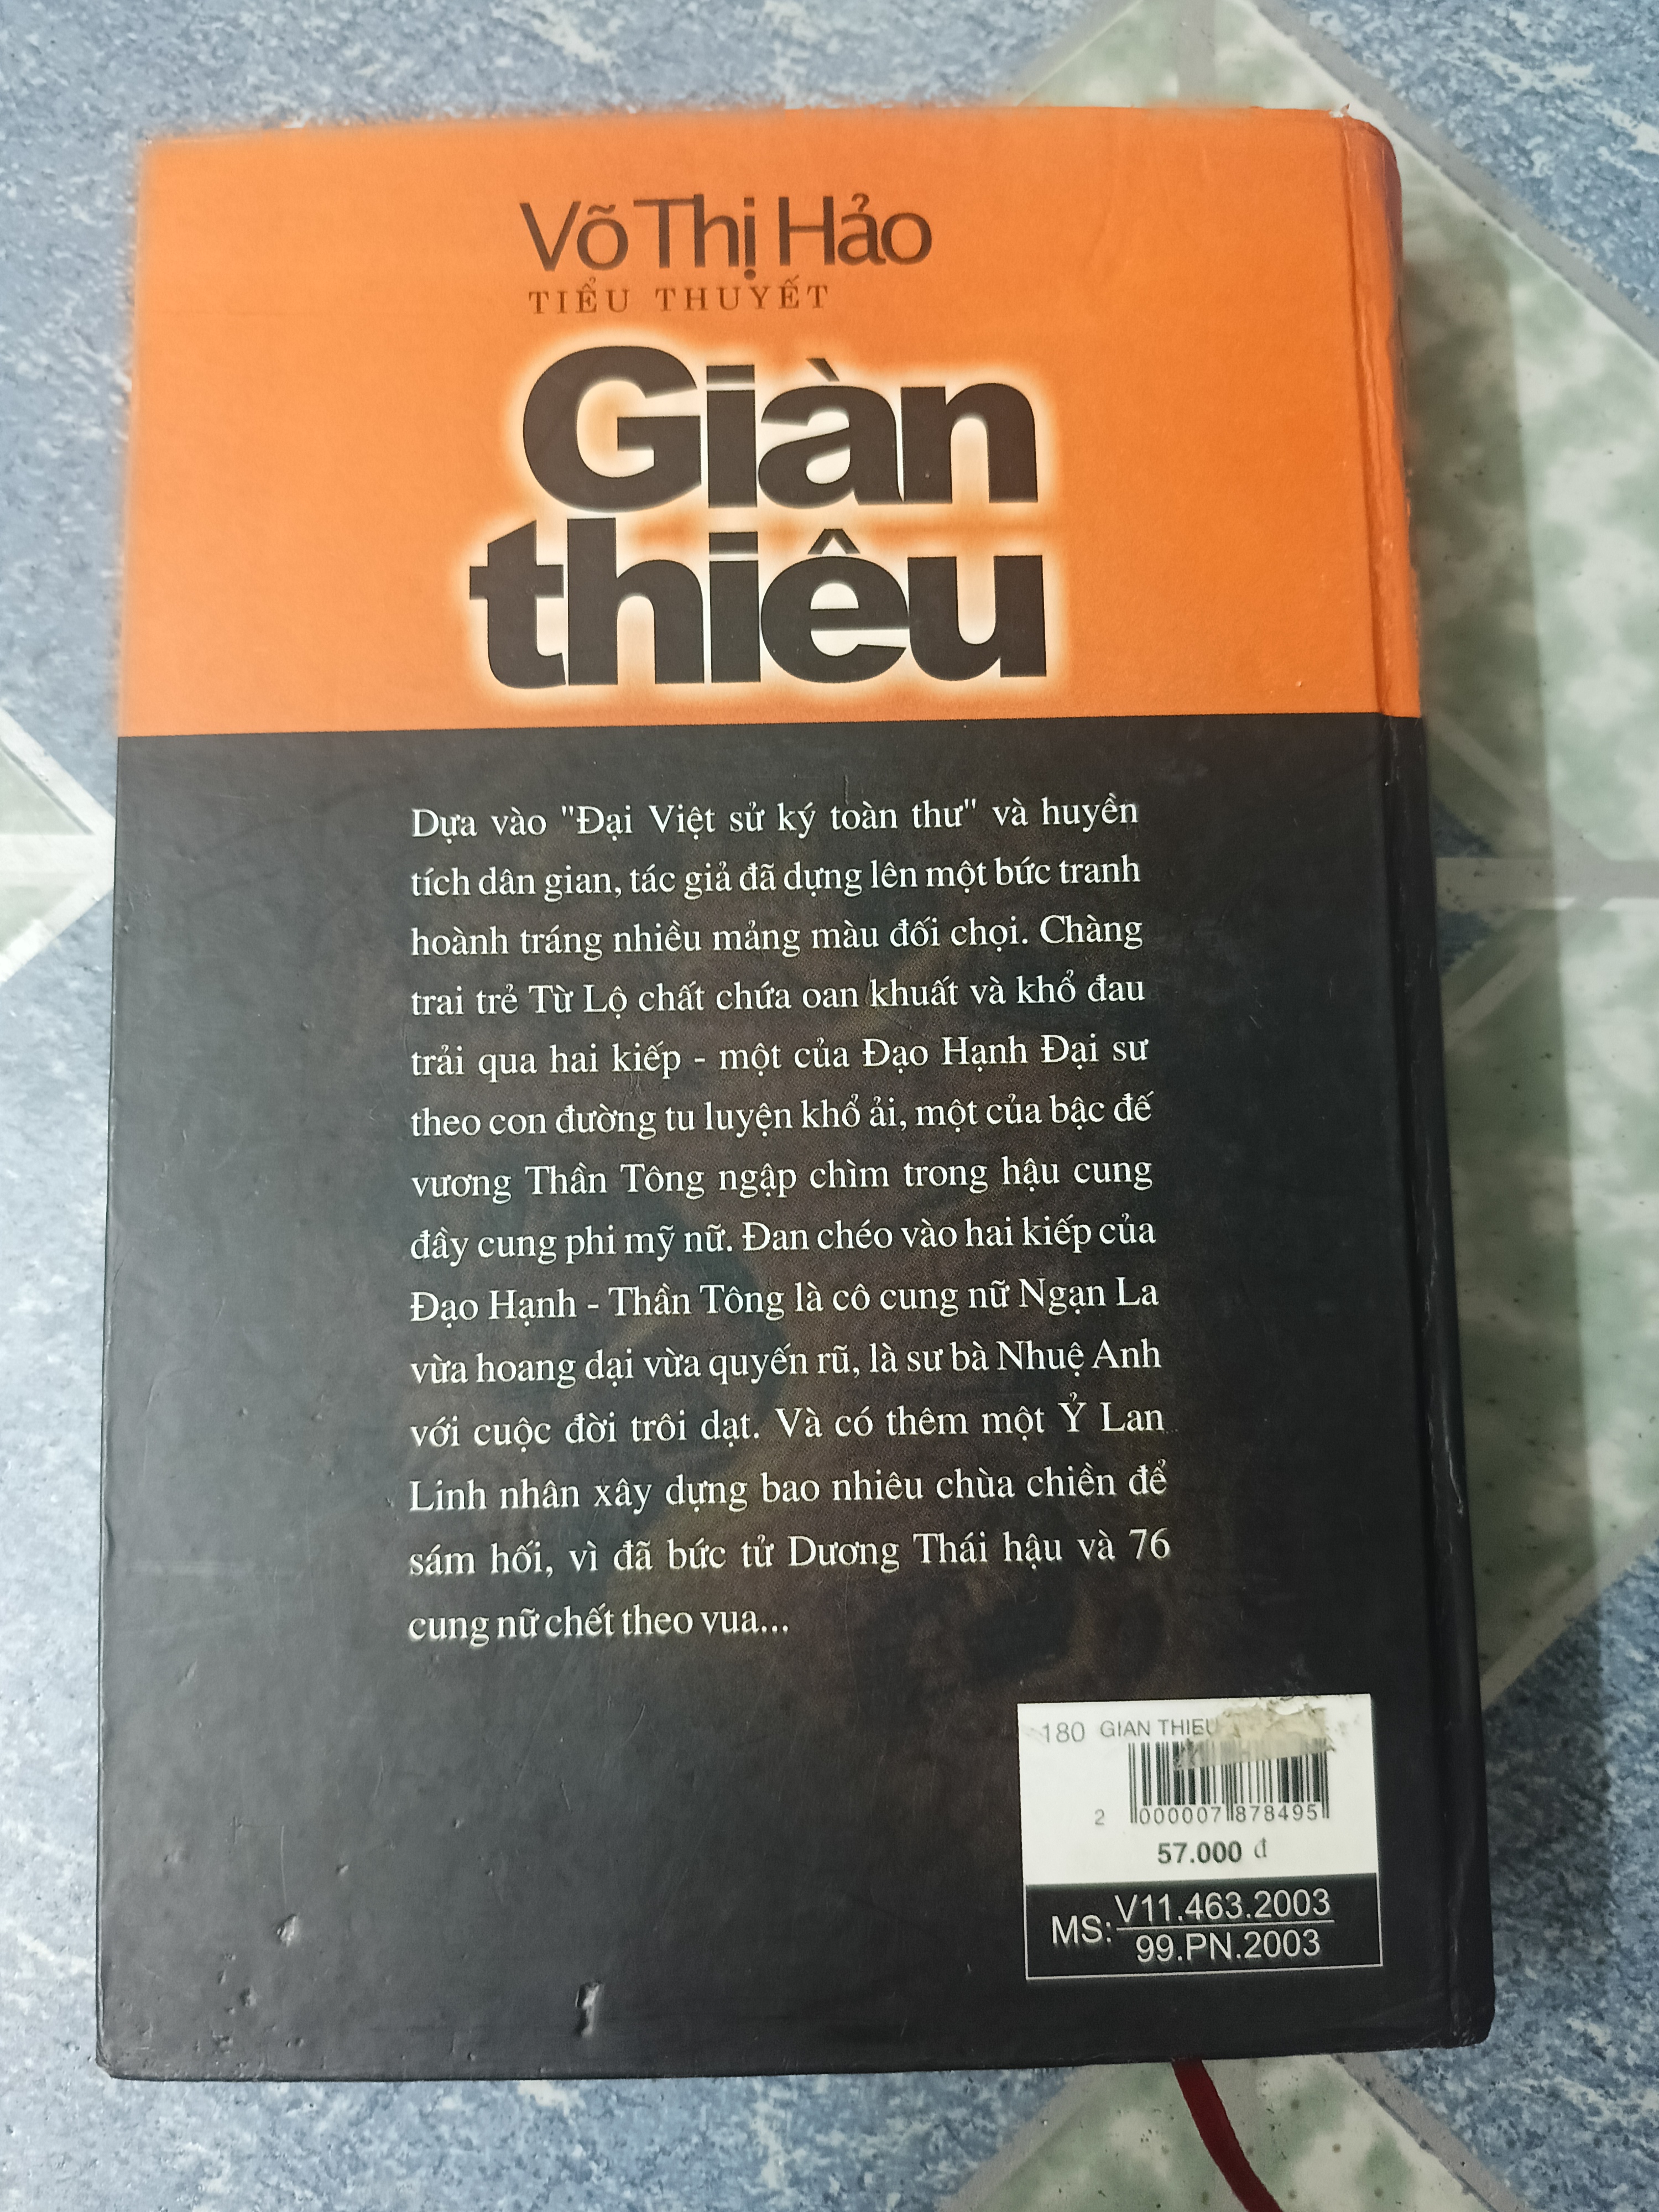 Võ Thị Hảo
TIỂU THUYẾT
Giàn
thiêu
Dựa vào "Đại Việt sử ký toàn thư" và huyền
tích dân gian, tác giả đã dựng lên một bức tranh
hoành tráng nhiều mảng màu đối chọi. Chàng
trai trẻ Từ Lộ chất chứa oan khuất và khổ đau
trải qua hai kiếp - một của Đạo Hạnh Đại sư
theo con đường tu luyện khổ ải, một của bậc đế
vương Thần Tông ngập chìm trong hậu cung
đầy cung phi mỹ nữ. Đan chéo vào hai kiếp của
Đạo Hạnh - Thần Tông là cô cung nữ Ngạn La
vừa hoang dại vừa quyến rũ, là sư bà Nhuệ Anh
với cuộc đời trôi dạt. Và có thêm một Ỷ Lan
Linh nhân xây dựng bao nhiêu chùa chiền để
sám hối, vì đã bức tử Dương Thái hậu và 76
cung nữ chết theo vua...
180 GIAN THIEU
2 000007 878495
57.000 đ
MS: V11.463.2003
99.PN.2003